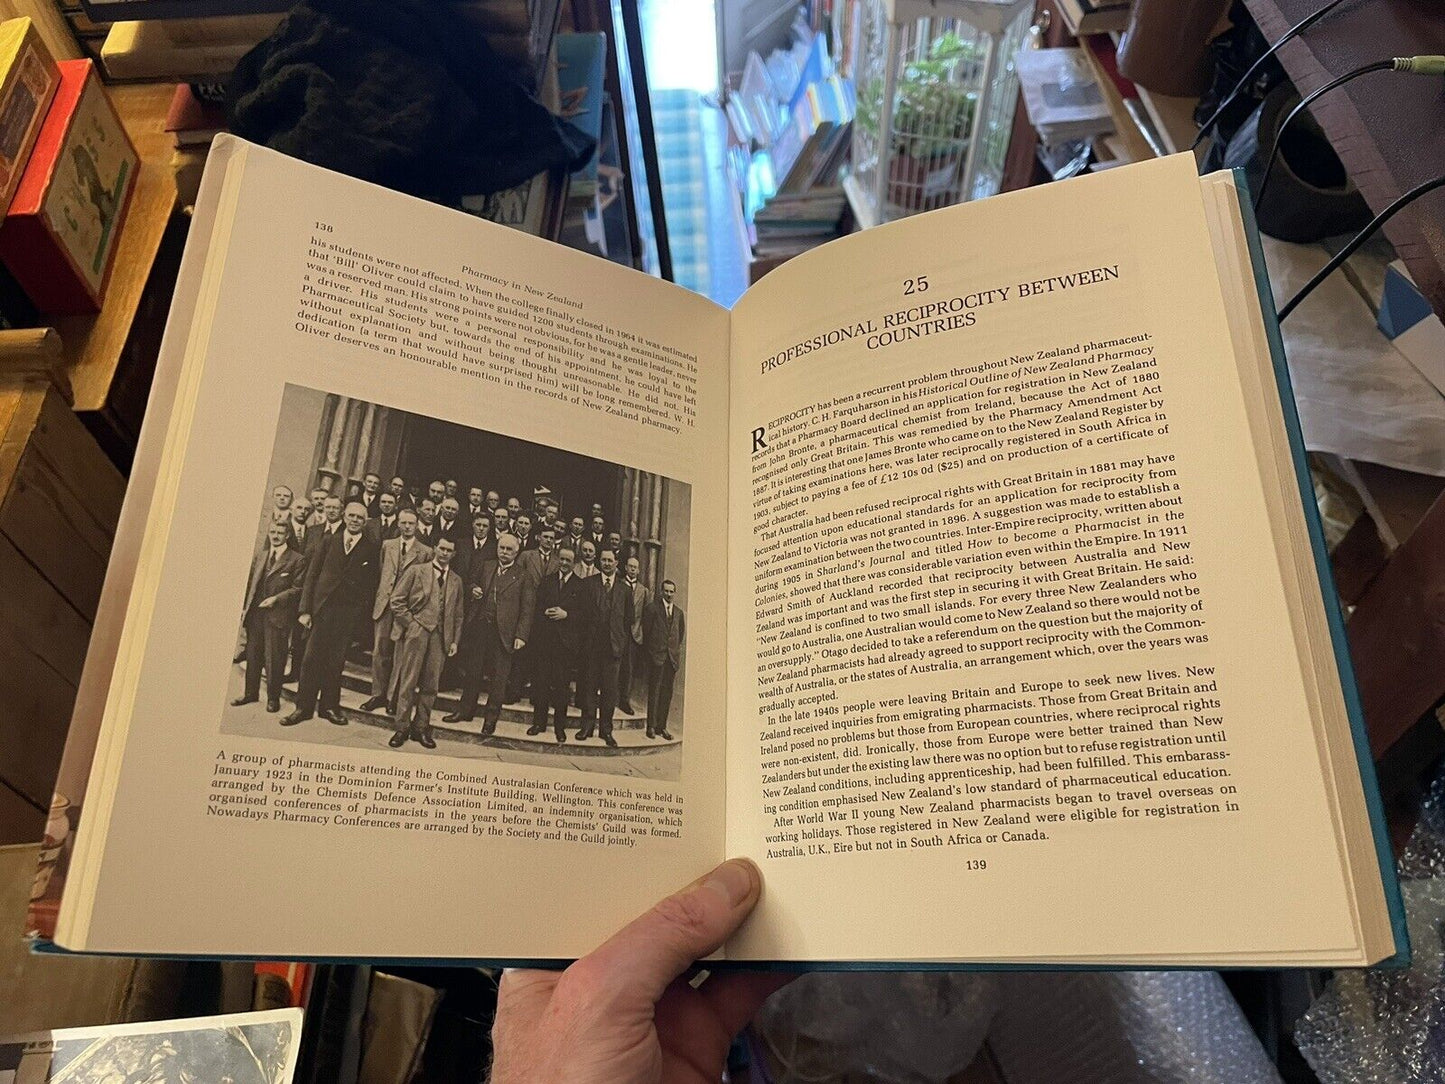 138
Pharmacy in New Zealand
his students were not affected. When the college finally closed in 1964 it was estimated
that 'Bill' Oliver could claim to have guided 1200 students through examinations. He
was a reserved man. His strong points were not obvious, for he was a gentle leader, never
a driver. His students were a personal responsibility and he was loyal to the
Pharmaceutical Society but, towards the end of his appointment, he could have left
without explanation and without being thought unreasonable. He did not. His
dedication (a term that would have surprised him) will be long remembered. W. H.
Oliver deserves an honourable mention in the records of New Zealand pharmacy.
A group of pharmacists attending the Combined Australasian Conference which was held in
January 1923 in the Dominion Farmer's Institute Building, Wellington. This conference was
arranged by the Chemists Defence Association Limited, an indemnity organisation, which
organised conferences of pharmacists in the years before the Chemists' Guild was formed.
Nowadays Pharmacy Conferences are arranged by the Society and the Guild jointly.
25
PROFESSIONAL RECIPROCITY BETWEEN
COUNTRIES
RECIPROCITY has been a recurrent problem throughout New Zealand pharmaceut-
ical history. C. H. Farquharson in his Historical Outline of New Zealand Pharmacy
records that a Pharmacy Board declined an application for registration in New Zealand
from John Bronte, a pharmaceutical chemist from Ireland, because the Act of 1880
recognised only Great Britain. This was remedied by the Pharmacy Amendment Act
1887. It is interesting that one James Bronte who came on to the New Zealand Register by
virtue of taking examinations here, was later reciprocally registered in South Africa in
1903, subject to paying a fee of £12 10s 0d ($25) and on production of a certificate of
good character.
That Australia had been refused reciprocal rights with Great Britain in 1881 may have
focused attention upon educational standards for an application for reciprocity from
New Zealand to Victoria was not granted in 1896. A suggestion was made to establish a
uniform examination between the two countries. Inter-Empire reciprocity, written about
during 1905 in Sharland's Journal and titled How to become a Pharmacist in the
Colonies, showed that there was considerable variation even within the Empire. In 1911
Edward Smith of Auckland recorded that reciprocity between Australia and New
Zealand was important and was the first step in securing it with Great Britain. He said:
"New Zealand is confined to two small islands. For every three New Zealanders who
would go to Australia, one Australian would come to New Zealand so there would not be
an oversupply." Otago decided to take a referendum on the question but the majority of
New Zealand pharmacists had already agreed to support reciprocity with the Common-
wealth of Australia, or the states of Australia, an arrangement which, over the years was
gradually accepted.
In the late 1940s people were leaving Britain and Europe to seek new lives. New
Zealand received inquiries from emigrating pharmacists. Those from Great Britain and
Ireland posed no problems but those from European countries, where reciprocal rights
were non-existent, did. Ironically, those from Europe were better trained than New
Zealanders but under the existing law there was no option but to refuse registration until
New Zealand conditions, including apprenticeship, had been fulfilled. This embarass-
ing condition emphasised New Zealand's low standard of pharmaceutical education.
After World War II young New Zealand pharmacists began to travel overseas on
working holidays. Those registered in New Zealand were eligible for registration in
Australia, U.K., Eire but not in South Africa or Canada.
139
CHESS